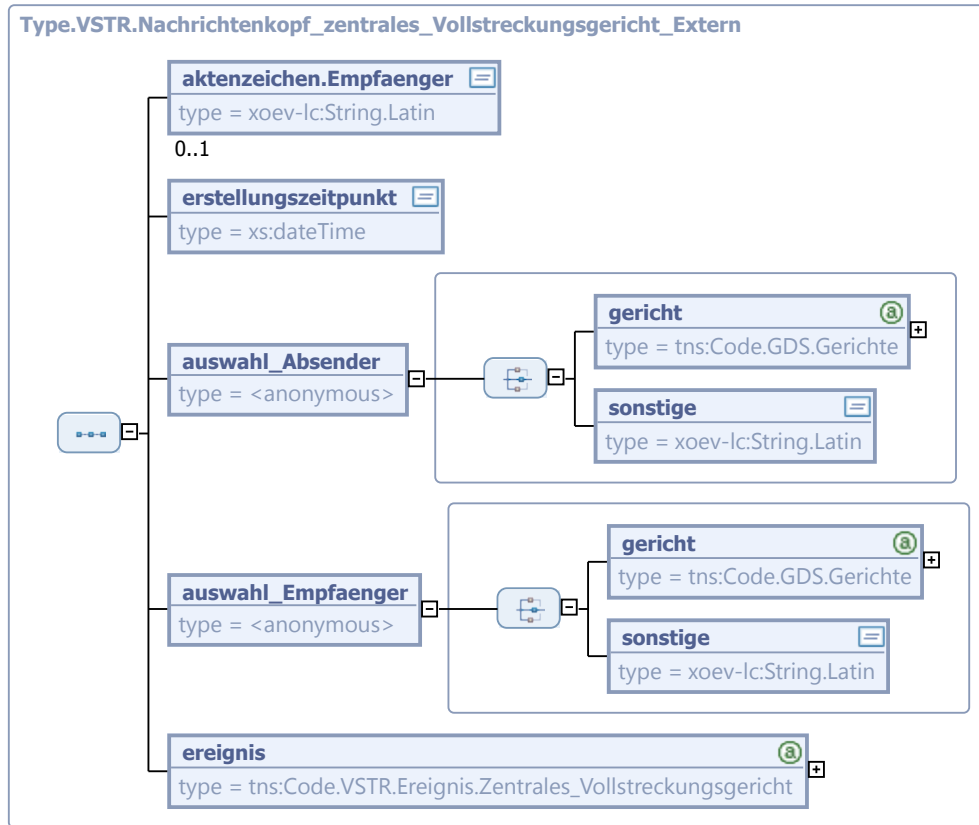 Type.VSTR.Nachrichtenkopf_zentrales_Vollstreckungsgericht_Extern
aktenzeichen.Empfaenger
type = xoev-lc:String.Latin
0..1
erstellungszeitpunkt
type = xs:dateTime
auswahl_Absender
type = <anonymous>
gericht
type = tns:Code.GDS.Gerichte
sonstige
type = xoev-lc:String.Latin
auswahl_Empfaenger
type = <anonymous>
gericht
type = tns:Code.GDS.Gerichte
sonstige
type = xoev-lc:String.Latin
ereignis
type = tns:Code.VSTR.Ereignis.Zentrales_Vollstreckungsgericht